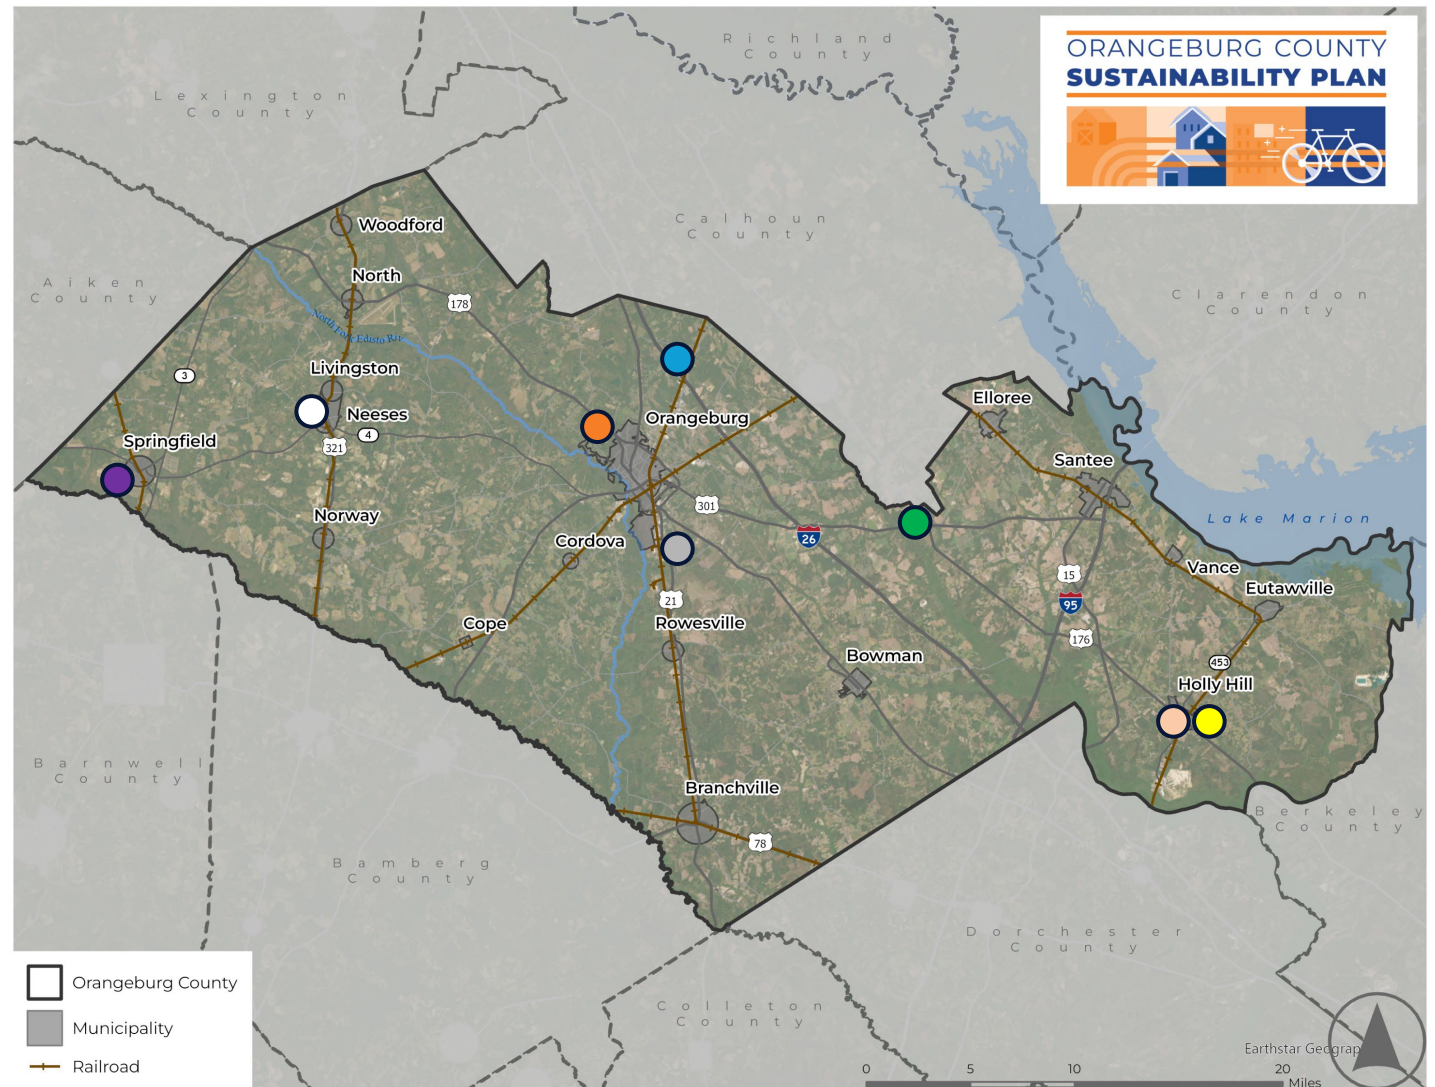 ORANGEBURG COUNTY
SUSTAINABILITY PLAN
Richland
County
Lexington
County
Calhoun
County
Aiken
County
Clarendon
County
Woodford
North
178
North Fork Edisto Riv
Livingston
3
Neeses
4
321
Springfield
Orangeburg
Elloree
Santee
Norway
301
Cordova
26
Lake Marion
15
Vance
95
Eutawville
21
Cope
Rowesville
176
Bowman
453
Holly Hill
Barnwell
County
Branchville
78
Berkeley
County
Bamberg
County
Dorchester
County
Colleton
County
Orangeburg County
Municipality
Railroad
Earthstar Geograp
0 5 10 20
Miles